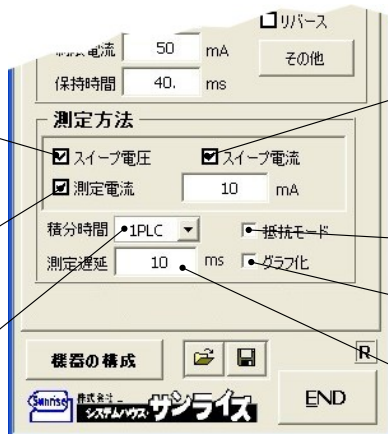 リバース
制限電流 50 mA
その他
保持時間 40. ms
測定方法
スイープ電圧 スイープ電流
測定電流 10 mA
積分時間 1PLC 抵抗モード
測定遅延 10 ms グラフ化
機器の構成
R
Sunrise 株式会社 システムハウス サンライズ
END